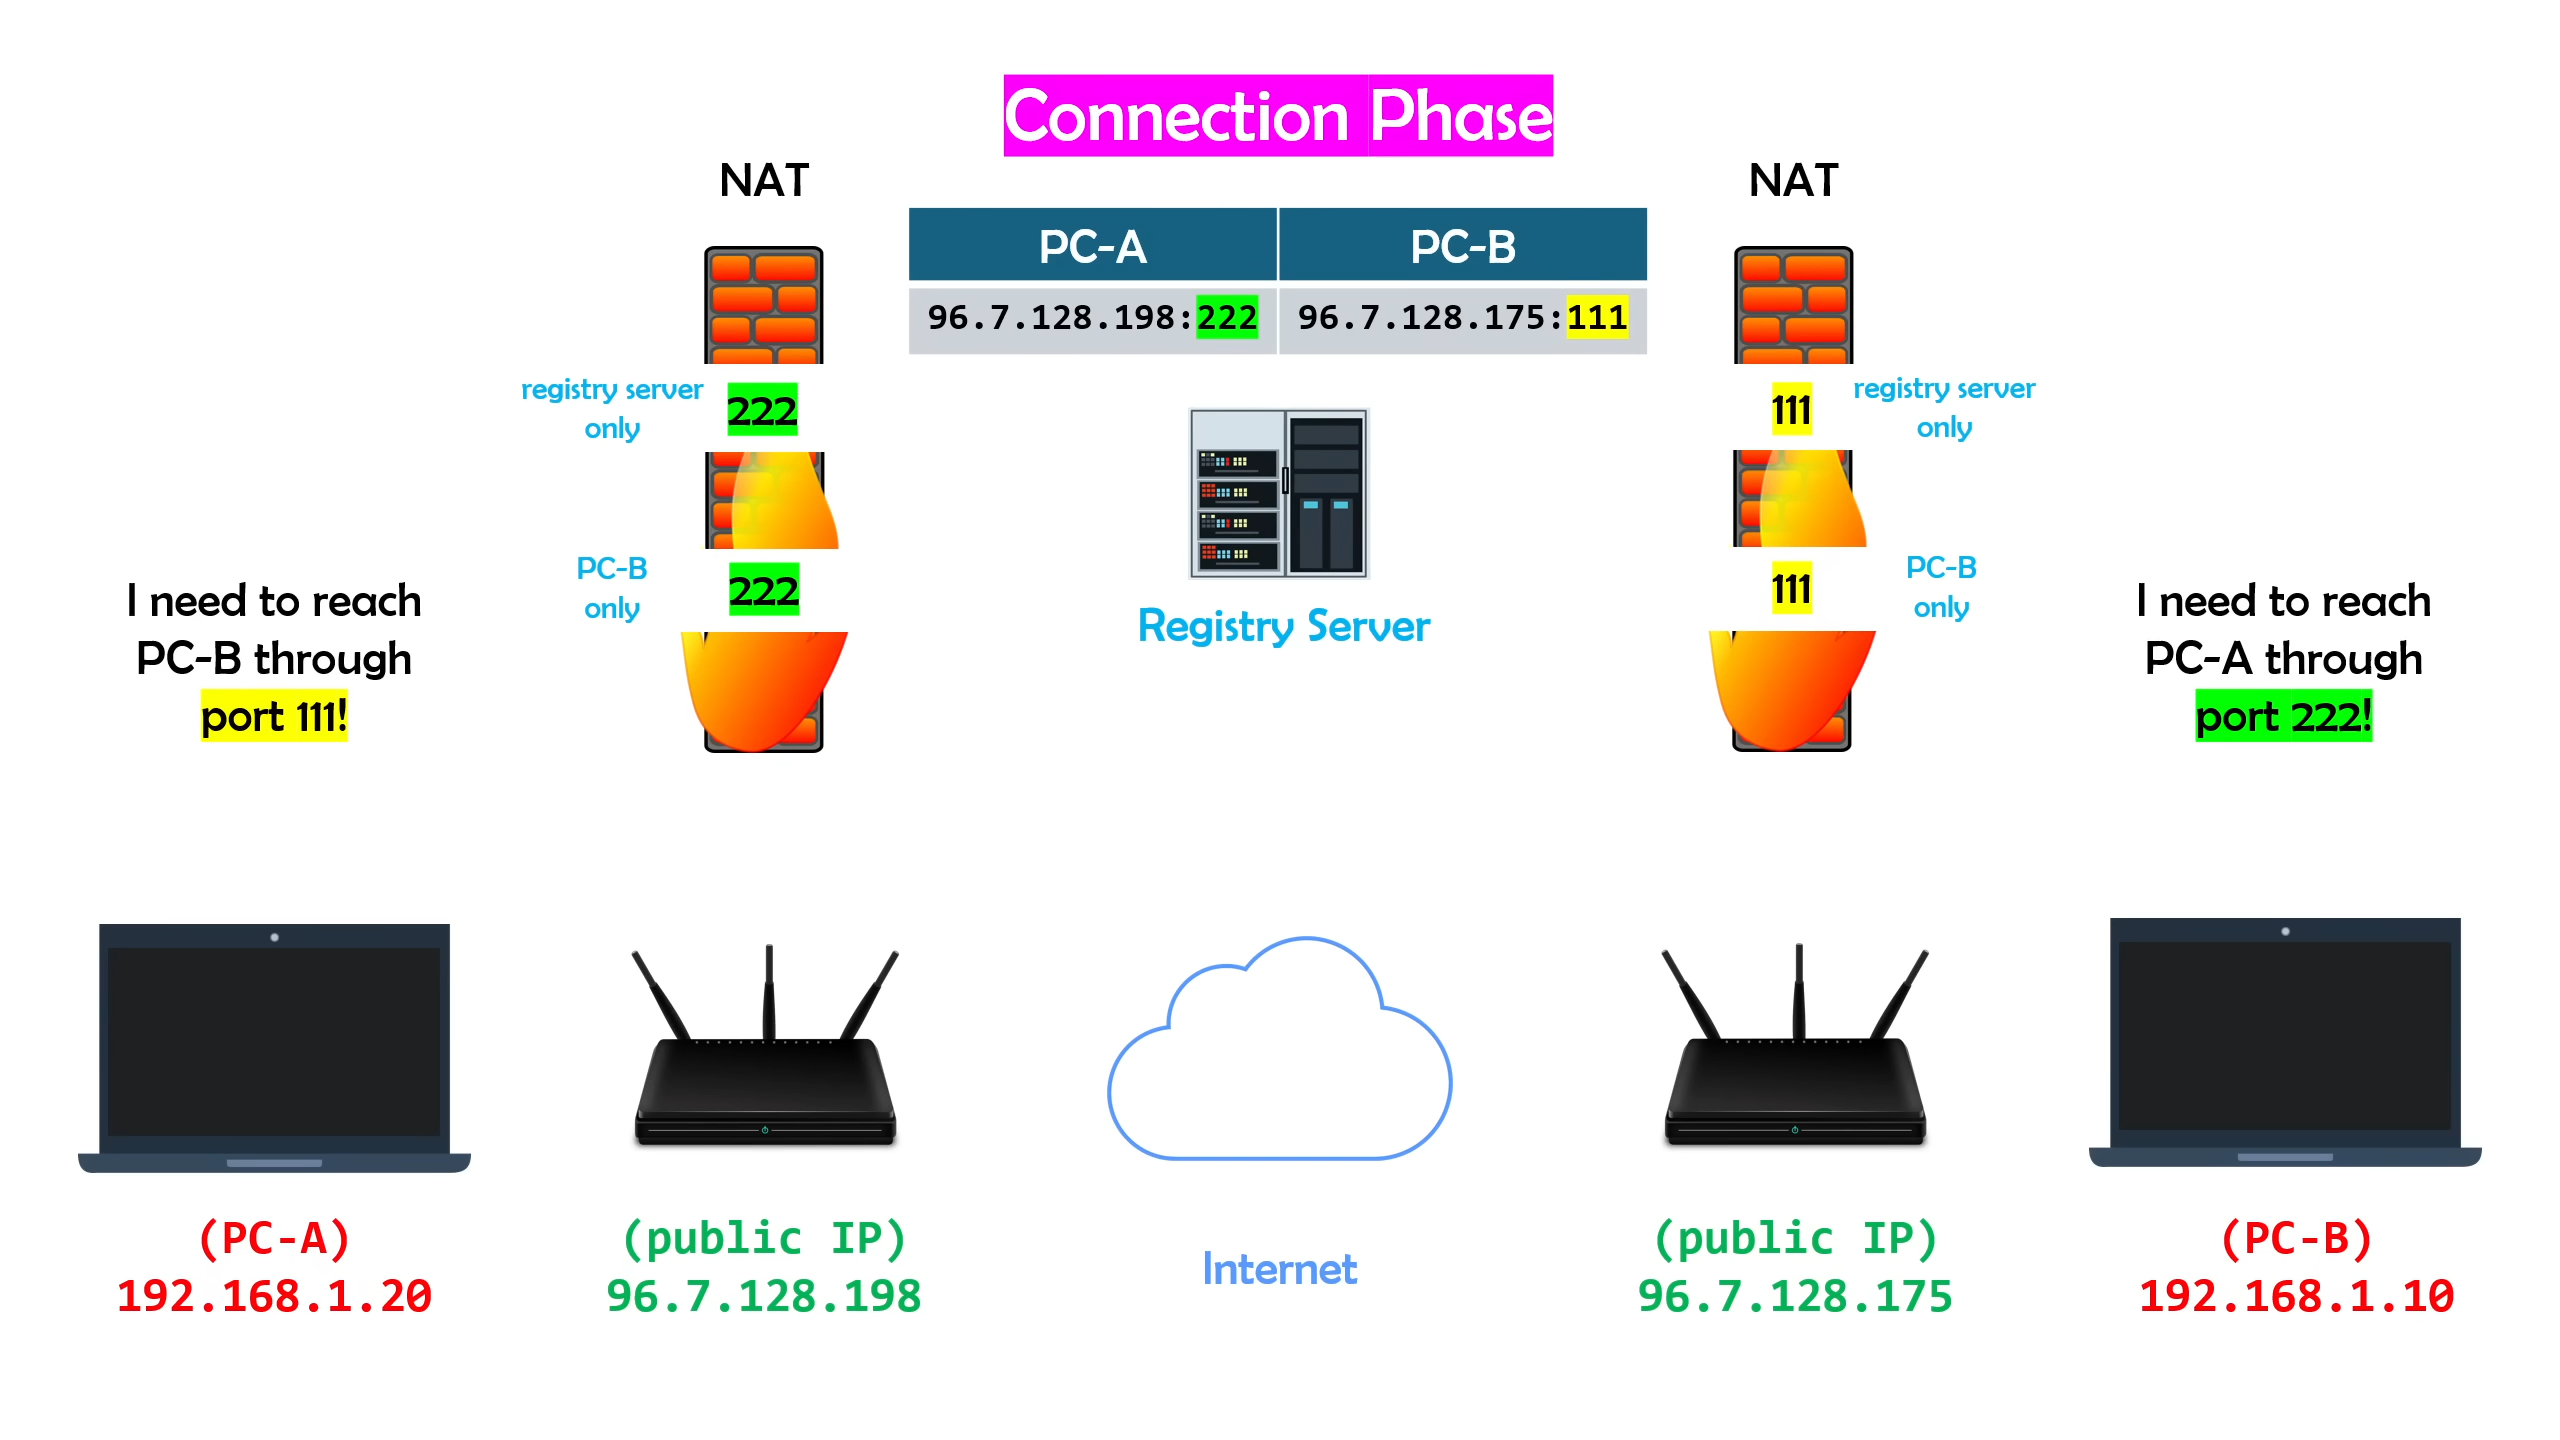 Connection Phase
NAT
NAT
PC-A
PC-B
96.7.128.198:222
96.7.128.175:111
registry server
only
222
111
registry server
only
PC-B
only
222
111
PC-B
only
I need to reach
PC-B through
port 111!
Registry Server
I need to reach
PC-A through
port 222!
(PC-A)
192.168.1.20
(public IP)
96.7.128.198
Internet
(public IP)
96.7.128.175
(PC-B)
192.168.1.10